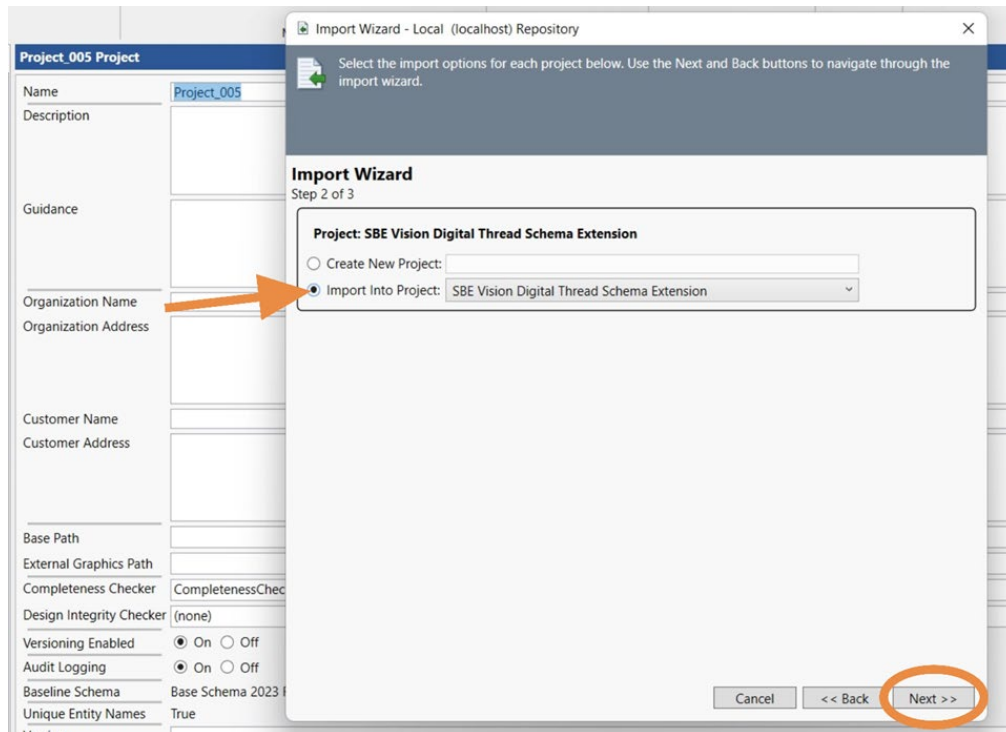 Project_005 Project
Name
Project_005
Description
Guidance
Organization Name
Organization Address
Customer Name
Customer Address
Base Path
External Graphics Path
Completeness Checker
CompletenessChec
Design Integrity Checker
(none)
Versioning Enabled
On Off
Audit Logging
On Off
Baseline Schema
Base Schema 2023
Unique Entity Names
True
Import Wizard - Local (localhost) Repository
Select the import options for each project below. Use the Next and Back buttons to navigate through the
import wizard.
Import Wizard
Step 2 of 3
Project: SBE Vision Digital Thread Schema Extension
Create New Project:
Import Into Project: SBE Vision Digital Thread Schema Extension
Cancel << Back Next >>